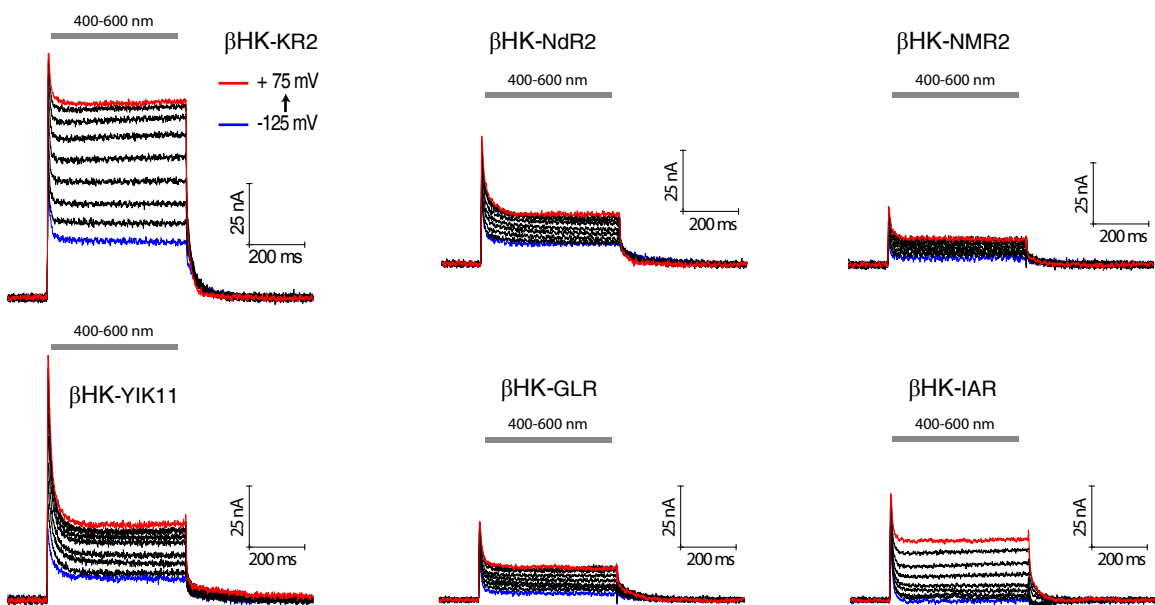 400-600 nm
βHK-KR2
+ 75 mV
-125 mV
25 nA
200 ms
βHK-NdR2
400-600 nm
25 nA
200 ms
βHK-NMR2
400-600 nm
25 nA
200 ms
400-600 nm
βHK-YIK11
25 nA
200 ms
βHK-GLR
400-600 nm
25 nA
200 ms
βHK-IAR
400-600 nm
25 nA
200 ms